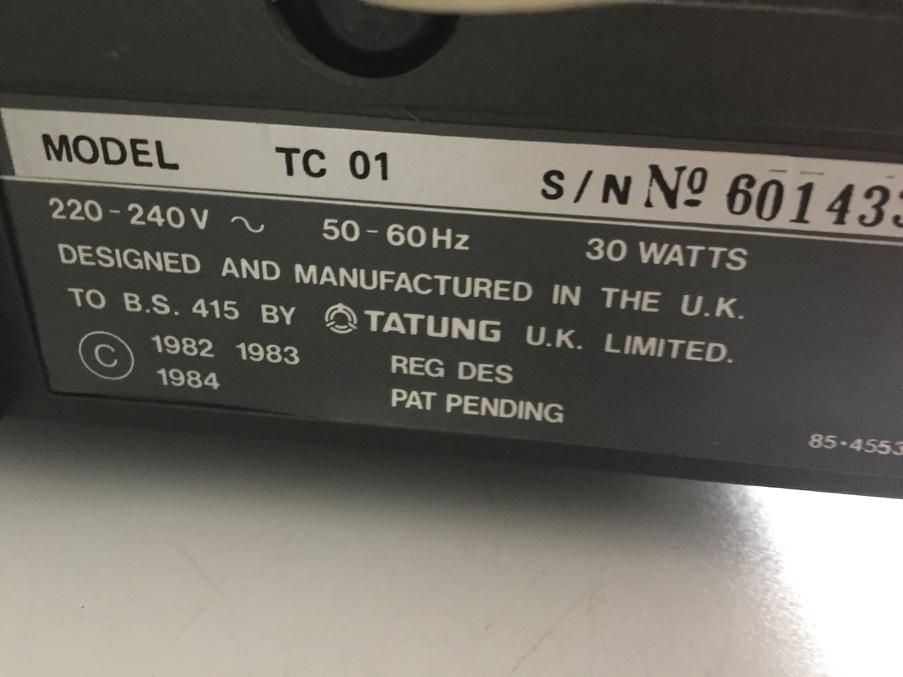 MODEL TC 01 S/N Nº 60143
220-240V ~ 50-60Hz 30 WATTS
DESIGNED AND MANUFACTURED IN THE U.K.
TO B.S. 415 BY TATUNG U.K. LIMITED.
© 1982 1983 REG DES
1984 PAT PENDING
85·4553